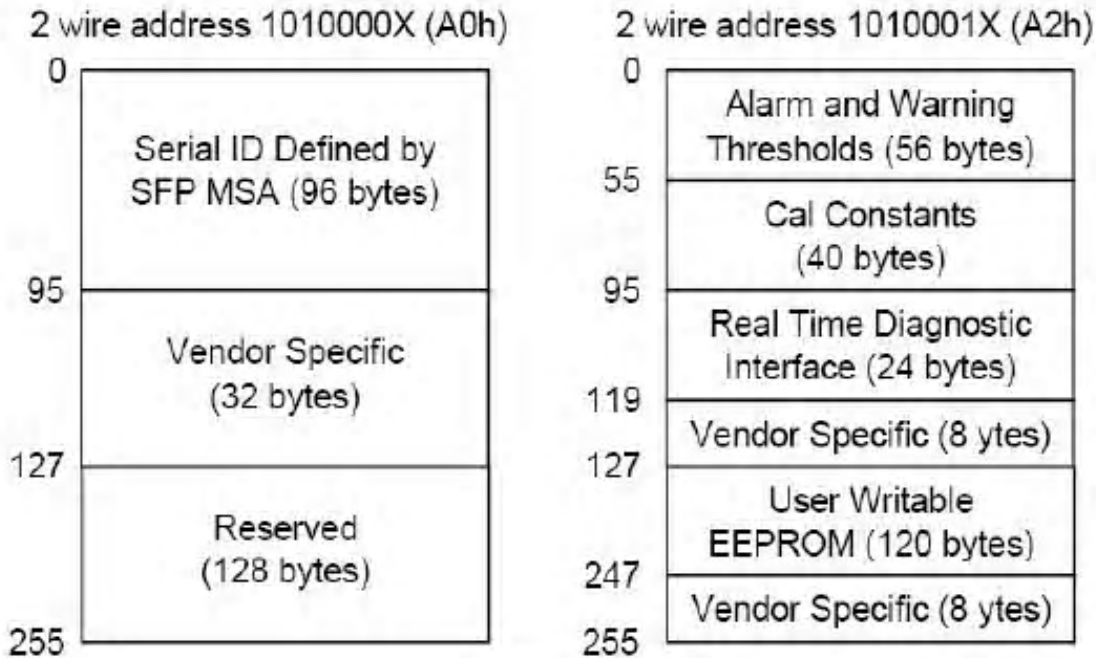 2 wire address 1010000X (A0h)
0
Serial ID Defined by
SFP MSA (96 bytes)
95
Vendor Specific
(32 bytes)
127
Reserved
(128 bytes)
255
2 wire address 1010001X (A2h)
0
Alarm and Warning
Thresholds (56 bytes)
55
Cal Constants
(40 bytes)
95
Real Time Diagnostic
Interface (24 bytes)
119
Vendor Specific (8 ytes)
127
User Writable
EEPROM (120 bytes)
247
Vendor Specific (8 ytes)
255